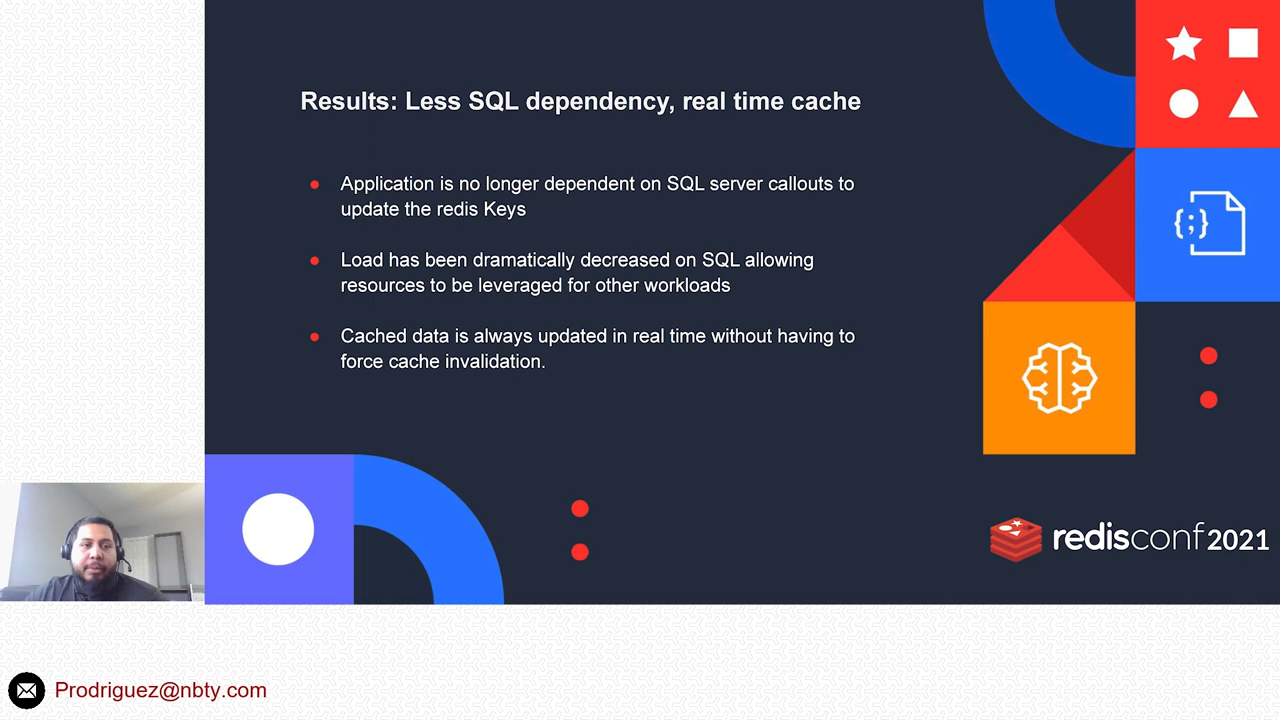 Results: Less SQL dependency, real time cache
● Application is no longer dependent on SQL server callouts to
update the redis Keys
● Load has been dramatically decreased on SQL allowing
resources to be leveraged for other workloads
● Cached data is always updated in real time without having to
force cache invalidation.
{;}
redisconf 2021
Prodriguez@nbty.com